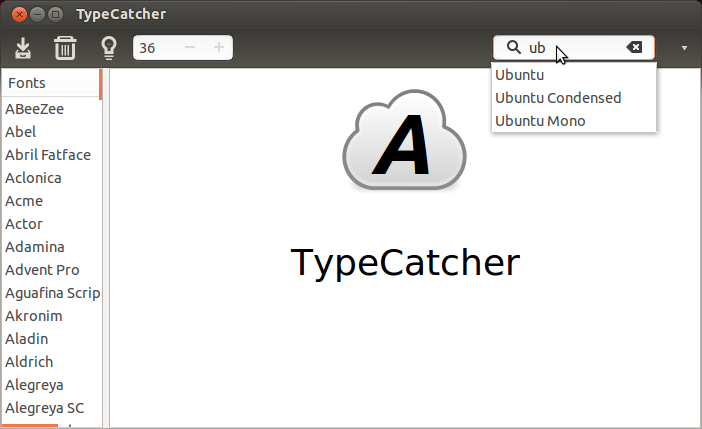 TypeCatcher
36
ub
Ubuntu
Ubuntu Condensed
Ubuntu Mono
Fonts
ABeeZee
Abel
Abril Fatface
Aclonica
Acme
Actor
Adamina
Advent Pro
Aguafina Scrip
Akronim
Aladin
Aldrich
Alegreya
Alegreya SC
A
TypeCatcher